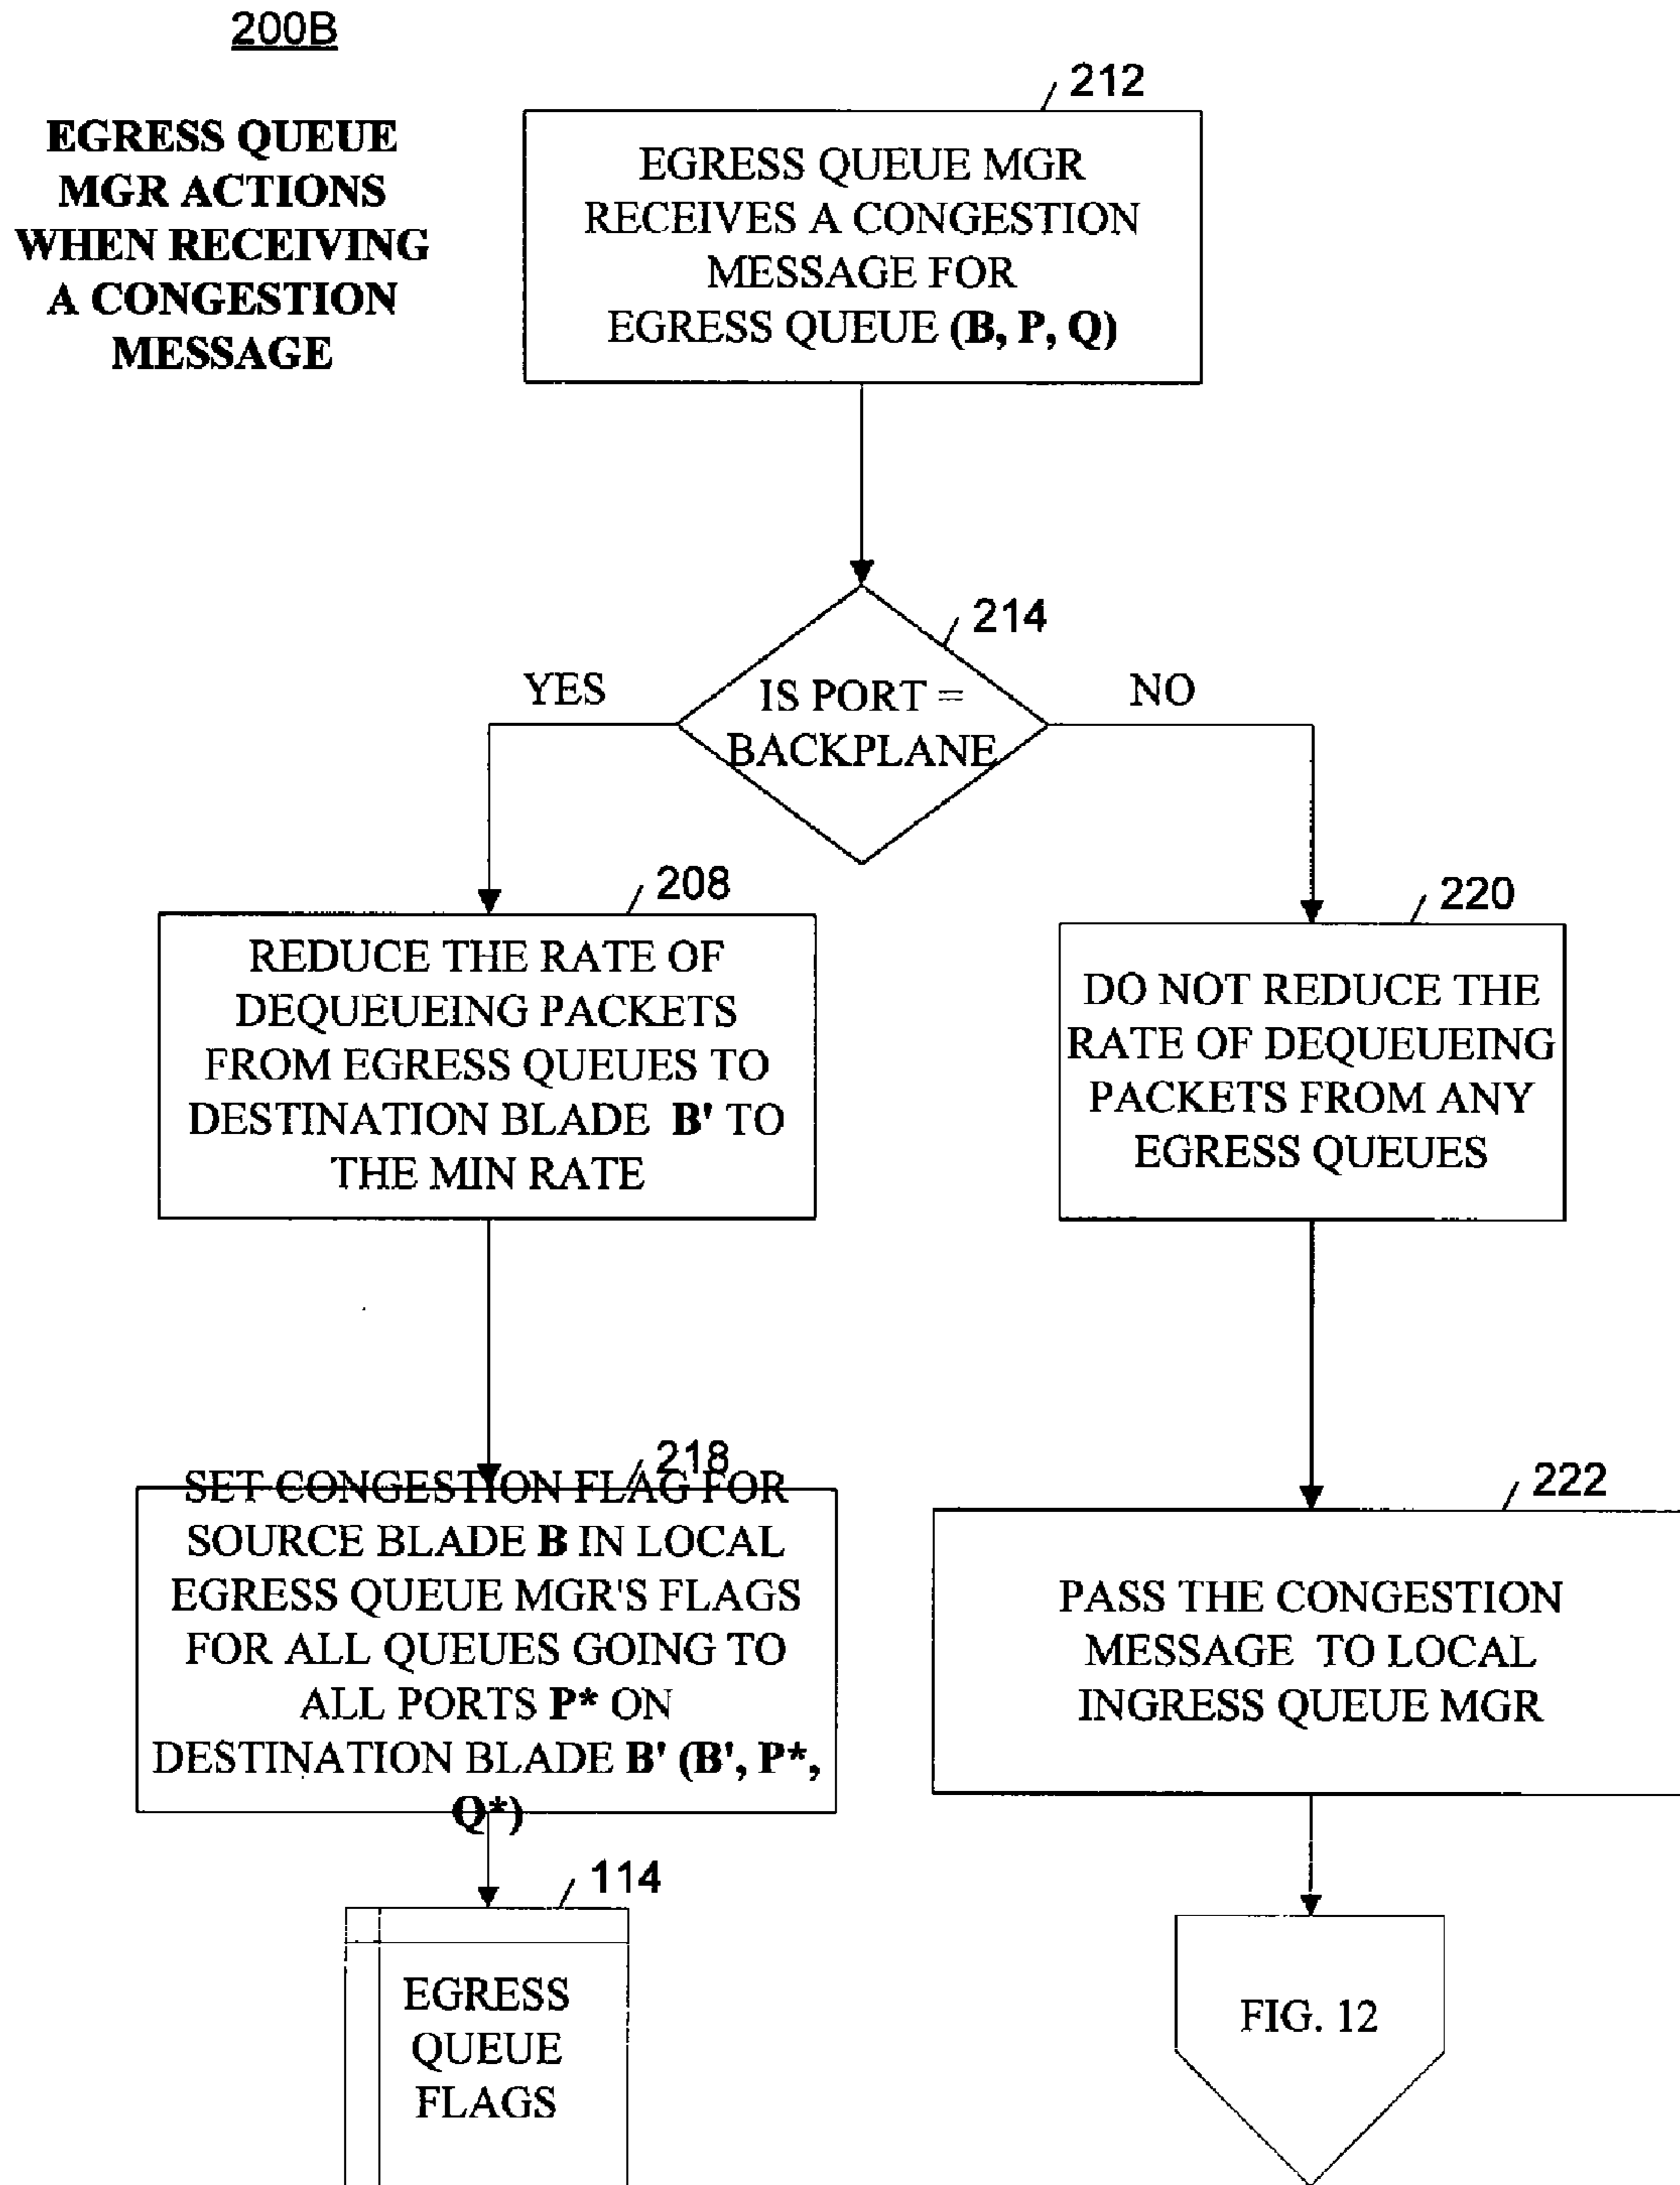 200B
EGRESS QUEUE
MGR ACTIONS
WHEN RECEIVING
A CONGESTION
MESSAGE
212
EGRESS QUEUE MGR
RECEIVES A CONGESTION
MESSAGE FOR
EGRESS QUEUE (B, P, Q)
214
IS PORT =
BACKPLANE
YES
NO
208
REDUCE THE RATE OF
DEQUEUEING PACKETS
FROM EGRESS QUEUES TO
DESTINATION BLADE B' TO
THE MIN RATE
220
DO NOT REDUCE THE
RATE OF DEQUEUEING
PACKETS FROM ANY
EGRESS QUEUES
218
SET CONGESTION FLAG FOR
SOURCE BLADE B IN LOCAL
EGRESS QUEUE MGR'S FLAGS
FOR ALL QUEUES GOING TO
ALL PORTS P* ON
DESTINATION BLADE B' (B', P*,
Q*)
222
PASS THE CONGESTION
MESSAGE TO LOCAL
INGRESS QUEUE MGR
114
EGRESS
QUEUE
FLAGS
FIG. 12